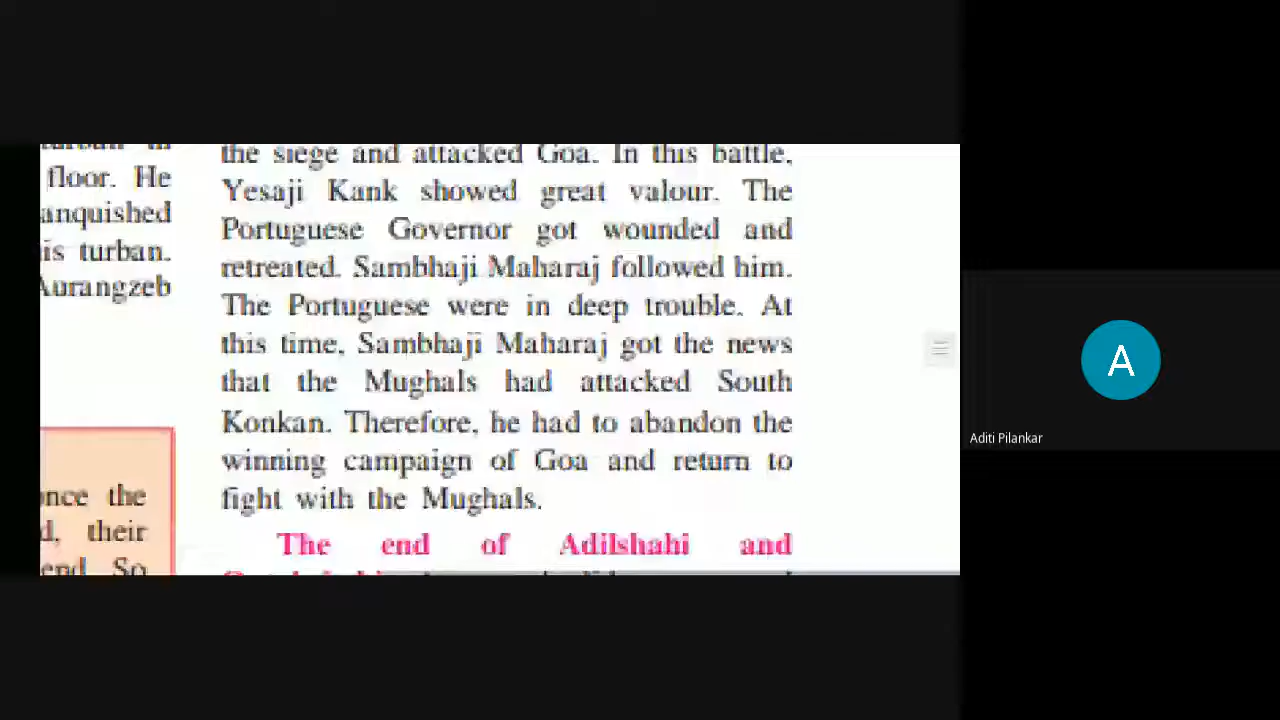 floor. He
is turban.
the siege and attacked Goa. In this battle,
Yesaji Kank showed great valour. The
Portuguese Governor got wounded and
retreated. Sambhaji Maharaj followed him.
The Portuguese were in deep trouble. At
this time, Sambhaji Maharaj got the news
that the Mughals had attacked South
Konkan. Therefore, he had to abandon the
winning campaign of Goa and return to
fight with the Mughals.
The end of Adilshahi and
the
their
So
A
Aditi Pilankar